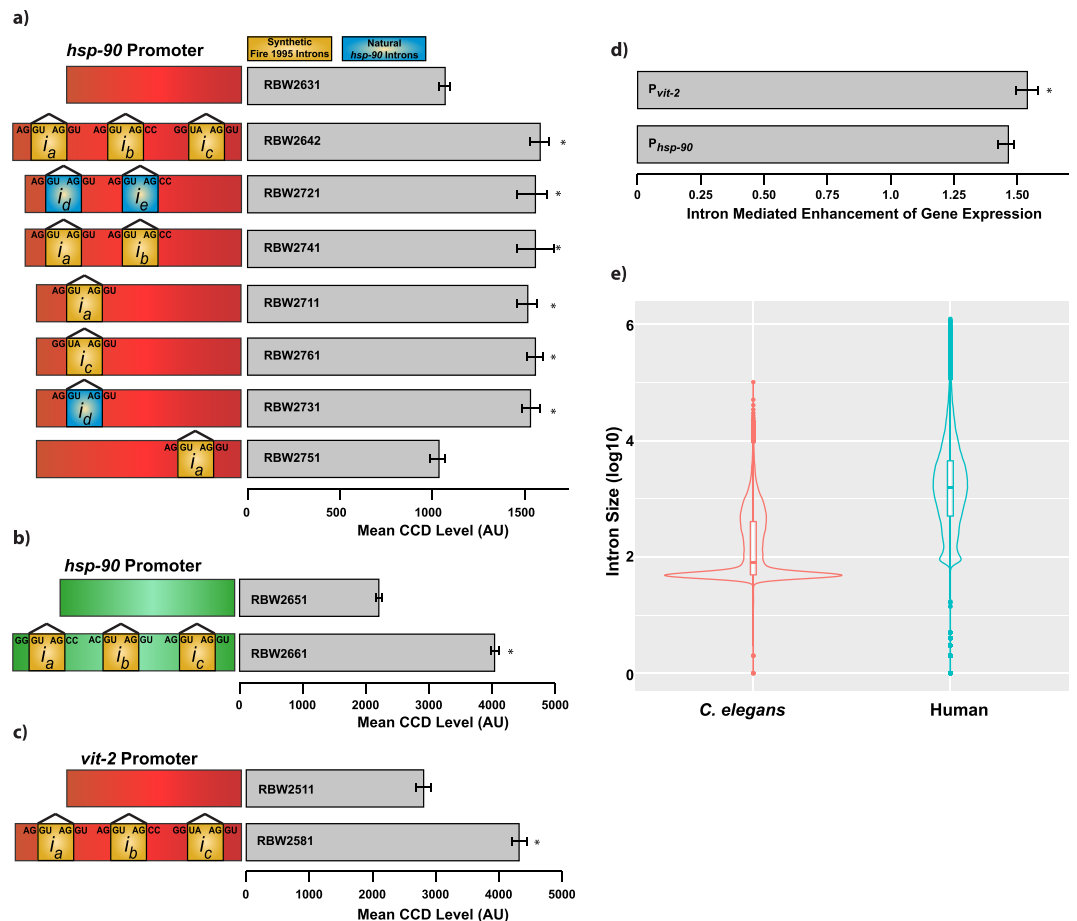 a)
hsp-90 Promoter
Synthetic
Fire 1995 Introns
Natural
hsp-90 Introns
RBW2631
AG GU AG GU AG GU AG CC GG UA AG GU
ia ib ic
RBW2642
*
AG GU AG GU AG GU AG CC
id ie
RBW2721
*
AG GU AG GU AG GU AG CC
ia ib
RBW2741
*
AG GU AG GU
ia
RBW2711
*
GG UA AG GU
ic
RBW2761
*
AG GU AG GU
id
RBW2731
*
AG GU AG GU
ia
RBW2751
0 500 1000 1500
Mean CCD Level (AU)
b)
hsp-90 Promoter
RBW2651
GG GU AG CC AC GU AG GU AG GU AG GU
ia ib ic
RBW2661
*
0 1000 2000 3000 4000 5000
Mean CCD Level (AU)
c)
vit-2 Promoter
RBW2511
AG GU AG GU AG GU AG CC GG UA AG GU
ia ib ic
RBW2581
*
0 1000 2000 3000 4000 5000
Mean CCD Level (AU)
d)
Pvit-2
*
Phsp-90
0 0.25 0.50 0.75 1.00 1.25 1.50
Intron Mediated Enhancement of Gene Expression
e)
Intron Size (log10)
6
4
2
0
C. elegans Human